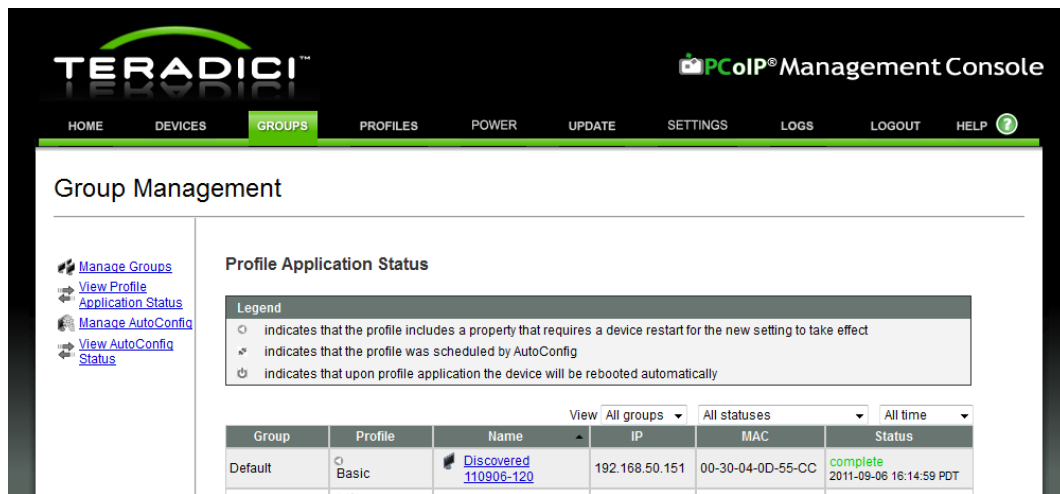 TERADICI™
PCoIP® Management Console
HOME DEVICES GROUPS PROFILES POWER UPDATE SETTINGS LOGS LOGOUT HELP ?
Group Management
Manage Groups
View Profile
Application Status
Manage AutoConfig
View AutoConfig
Status
Profile Application Status
Legend
indicates that the profile includes a property that requires a device restart for the new setting to take effect
indicates that the profile was scheduled by AutoConfig
indicates that upon profile application the device will be rebooted automatically
View All groups All statuses All time
Group Profile Name IP MAC Status
Default Basic Discovered 110906-120 192.168.50.151 00-30-04-0D-55-CC complete 2011-09-06 16:14:59 PDT